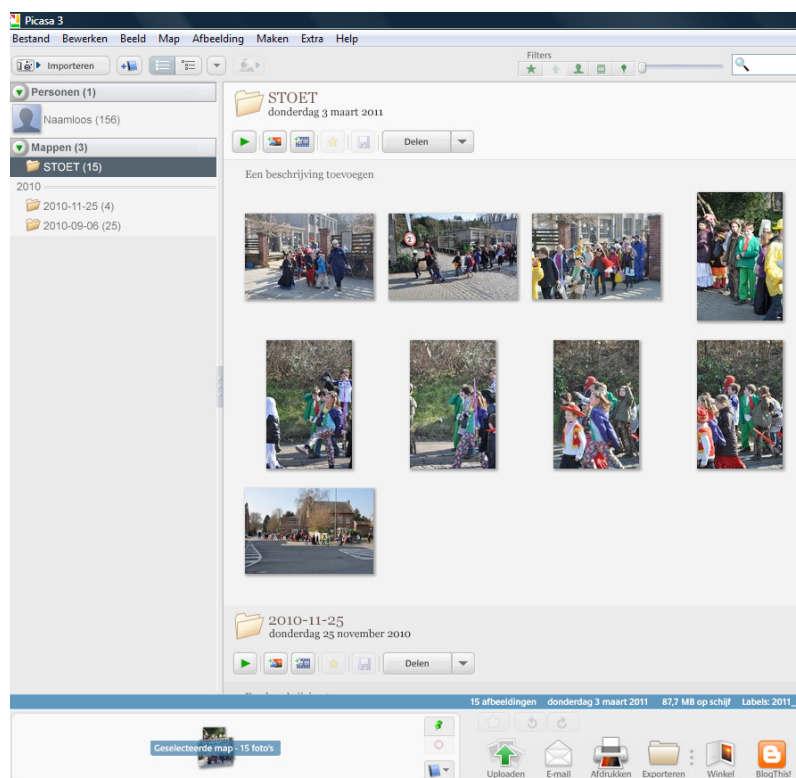 Picasa 3
Bestand Bewerken Beeld Map Afbeelding Maken Extra Help
Importeren
Filters
Personen (1)
Naamloos (156)
Mappen (3)
STOET (15)
2010
2010-11-25 (4)
2010-09-06 (25)
STOET
donderdag 3 maart 2011
Delen
Een beschrijving toevoegen
2
2010-11-25
donderdag 25 november 2010
Delen
15 afbeeldingen donderdag 3 maart 2011 87,7 MB op schijf Labels: 2011_
Geselecteerde map - 15 foto's
Uploaden E-mail Afdrukken Exporteren Winkel BlogThis!